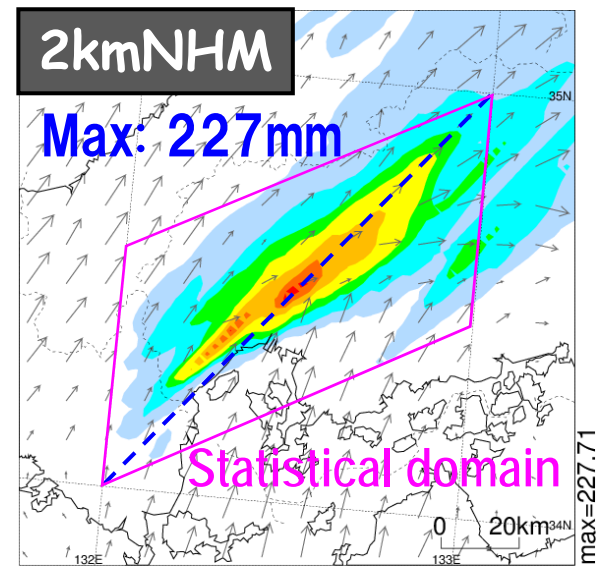 2kmNHM
Max: 227mm
35N
Statistical domain
0 20km
34N
132E
133E
max=227.71